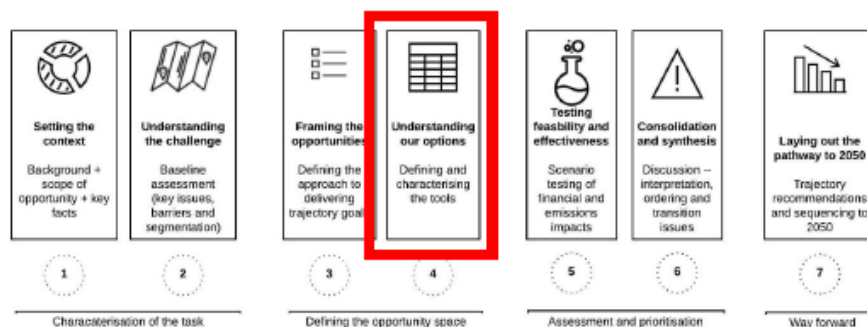 Setting the
context
Background +
scope of
opportunity + key
facts
1
Understanding
the challenge
Baseline
assessment
(key issues,
barriers and
segmentation)
2
Characaterisation of the task
Framing the
opportunities
Defining the
approach to
delivering
trajectory goal
3
Understanding
our options
Defining and
characterising
the tools
4
Defining the opportunity space
Testing
feasbility and
effectiveness
Scenario
testing of
financial and
emissions
impacts
5
Consolidation
and synthesis
Discussion --
interpretation,
ordering and
transition
issues
6
Assessment and prioritisation
Laying out the
pathway to 2050
Trajectory
recommendations
and sequencing to
2050
7
Way forward